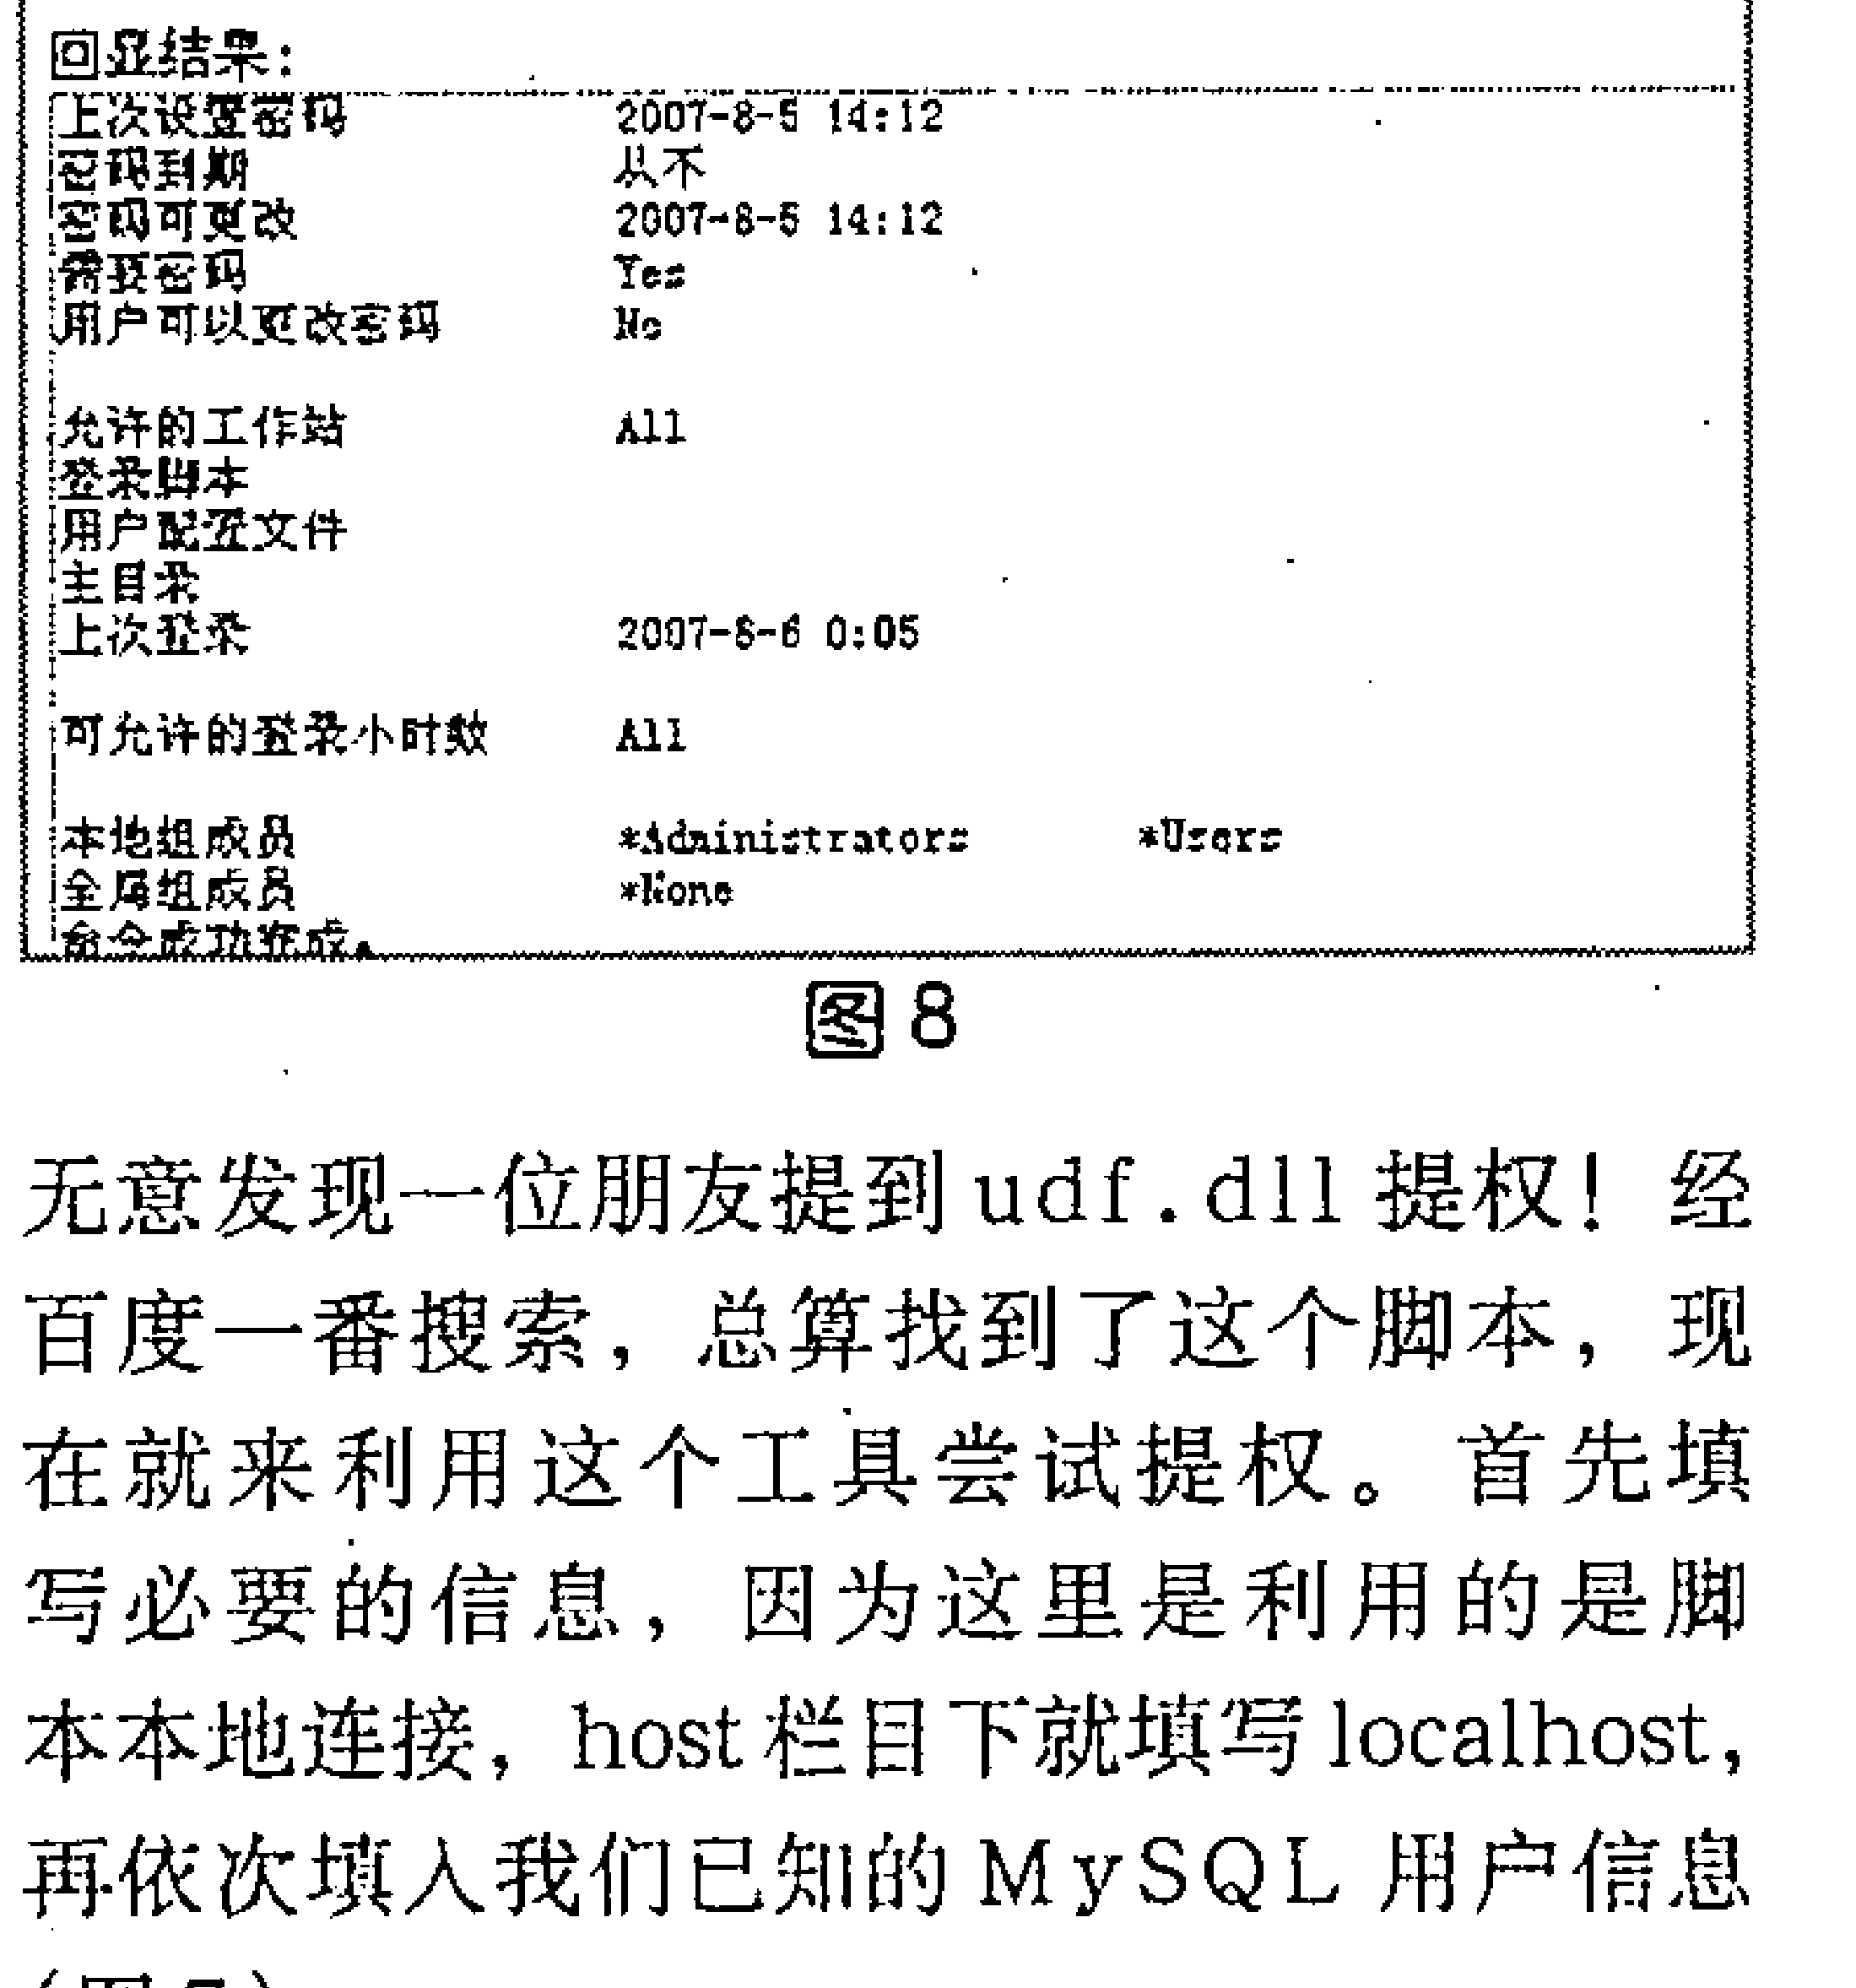 回显结果:
上次设置密码 2007-8-5 14:12
密码到期 从不
密码可更改 2007-8-5 14:12
需要密码 Yes
用户可以更改密码 No
允许的工作站 All
登录脚本
用户配置文件
主目录
上次登录 2007-8-6 0:05
可允许的登录小时数 All
本地组成员 *Administrators *Users
全局组成员 *None
命令成功完成。
图8
无意发现一位朋友提到udf.dll提权！经
百度一番搜索，总算找到了这个脚本，现
在就来利用这个工具尝试提权。首先填
写必要的信息，因为这里是利用的是脚
本本地连接，host栏目下就填写localhost，
再依次填入我们已知的MySQL用户信息